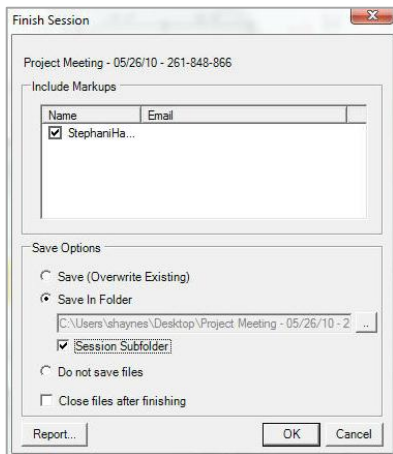 Finish Session
Project Meeting - 05/26/10 - 261-848-866
Include Markups
Name Email
StephaniHa...
Save Options
Save (Overwrite Existing)
Save In Folder
C:\Users\shaynes\Desktop\Project Meeting - 05/26/10 - 2 ..
Session Subfolder
Do not save files
Close files after finishing
Report... OK Cancel